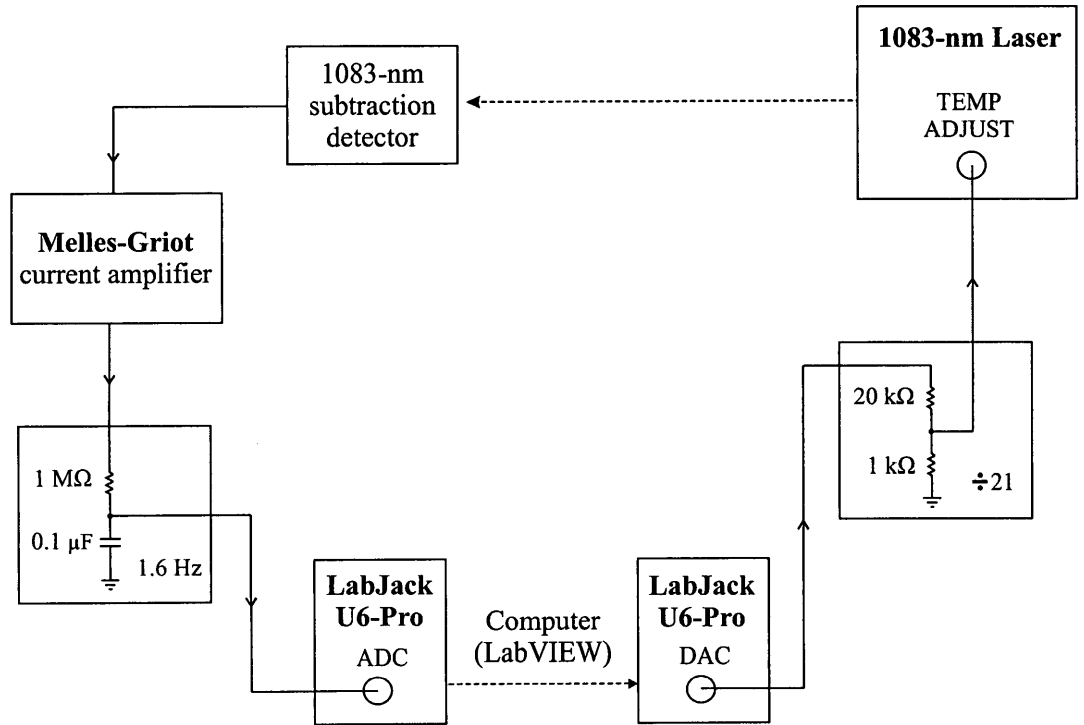 1083-nm Laser
TEMP
ADJUST
1083-nm
subtraction
detector
Melles-Griot
current amplifier
1 MΩ
0.1 μF
1.6 Hz
LabJack
U6-Pro
ADC
Computer
(LabVIEW)
LabJack
U6-Pro
DAC
20 kΩ
1 kΩ
÷21